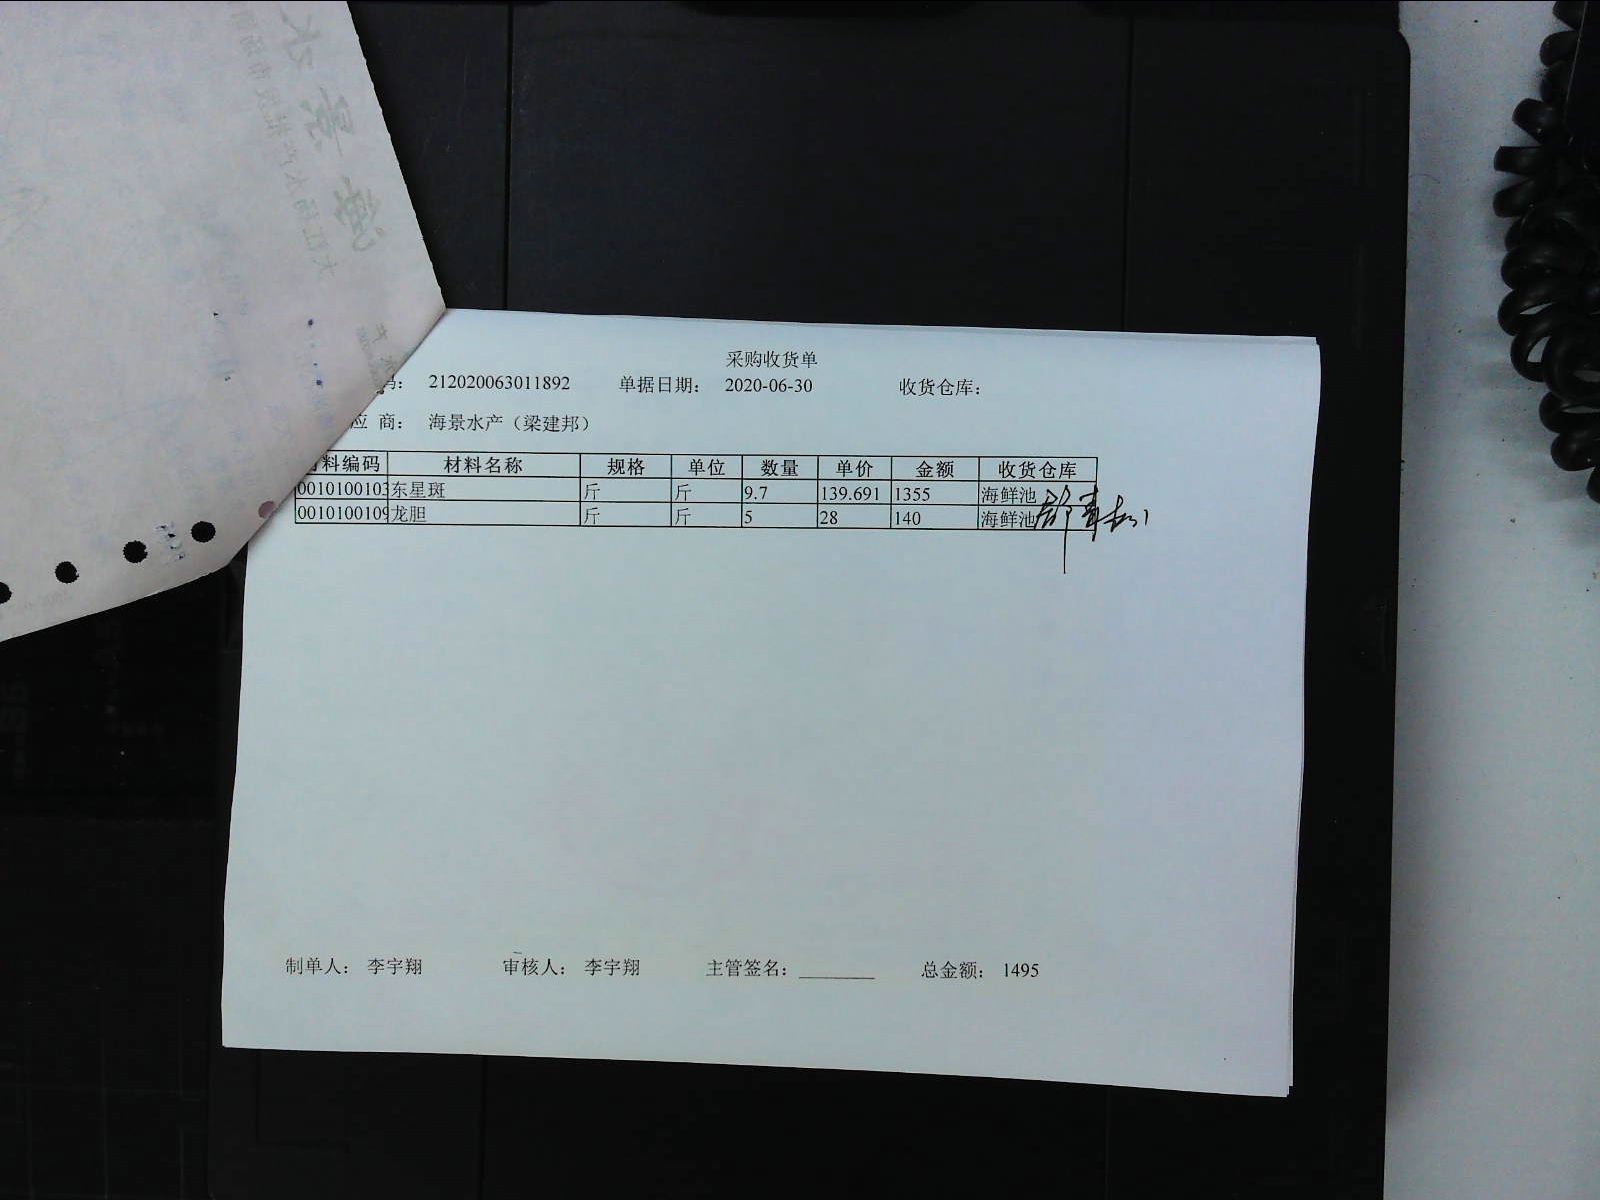 采购收货单
码： 212020063011892 单据日期： 2020-06-30 收货仓库：
应 商： 海景水产（梁建邦）
料编码 材料名称 规格 单位 数量 单价 金额 收货仓库
0010100103 东星斑 斤 斤 9.7 139.691 1355 海鲜池
0010100109 龙胆 斤 斤 5 28 140 海鲜池
制单人： 李宇翔 审核人： 李宇翔 主管签名： 总金额： 1495